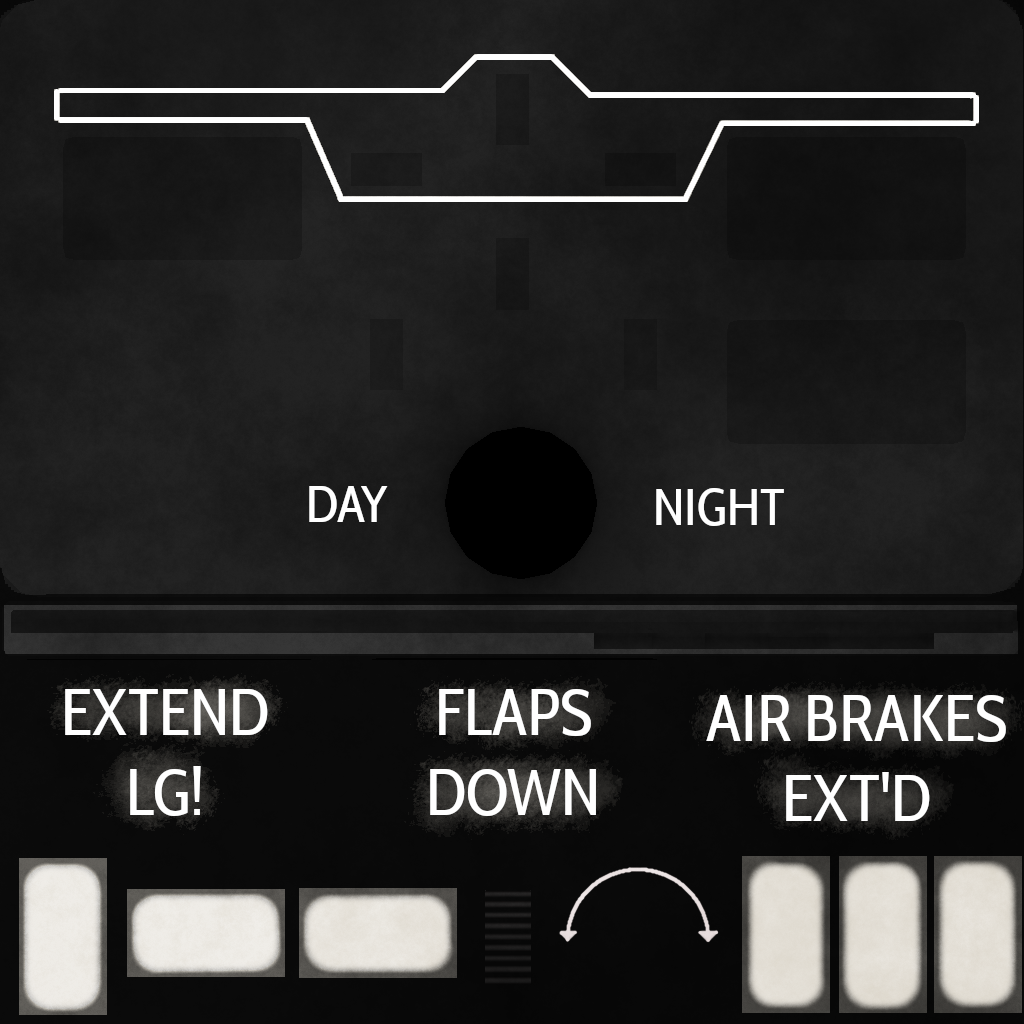 DAY NIGHT
EXTEND
LG!
FLAPS
DOWN
AIR BRAKES
EXT'D